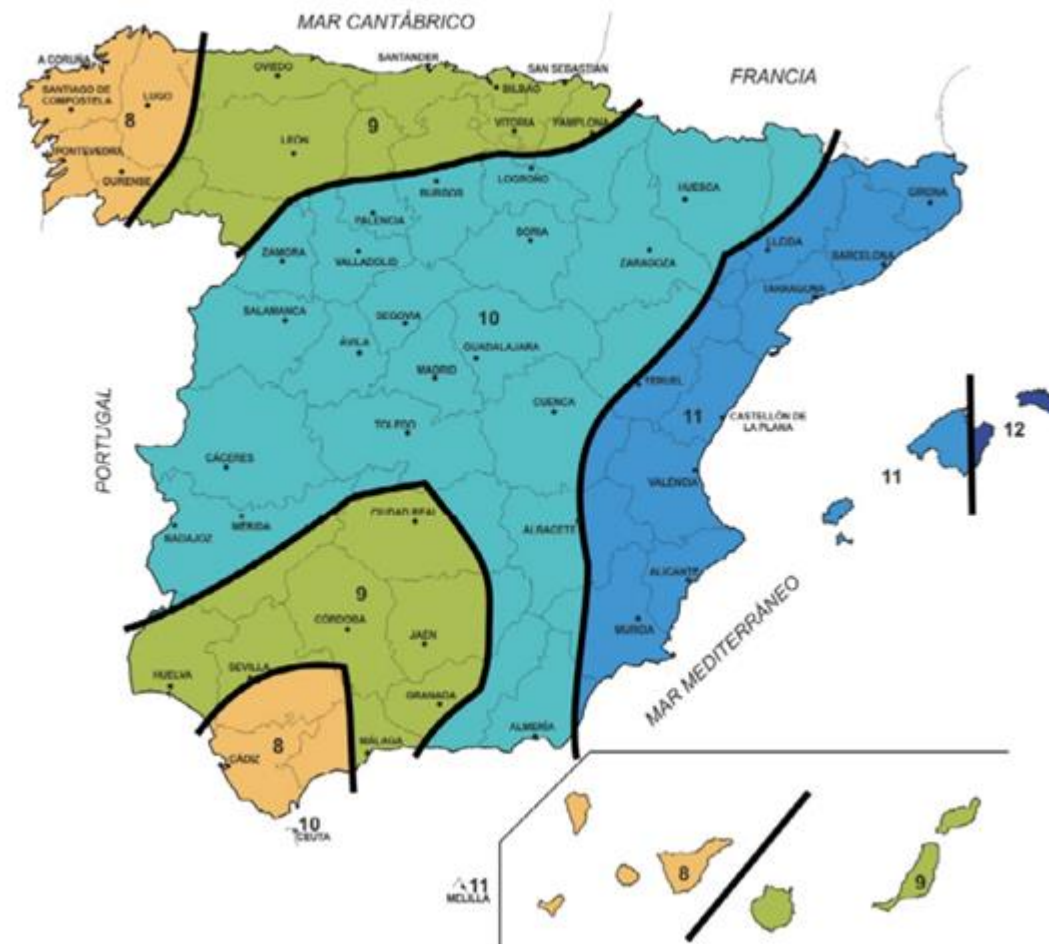 MAR CANTÁBRICO
A CORUÑA
SANTIAGO DE
COMPOSTELA
LUGO
8
PONTEVEDRA
OURENSE
OVIEDO
SANTANDER
SAN SEBASTIÁN
BILBAO
FRANCIA
LEÓN
9
VITORIA
PAMPLONA
BURGOS
LOGROÑO
HUESCA
GIRONA
PALENCIA
SORIA
LLEIDA
BARCELONA
ZAMORA
VALLADOLID
ZARAGOZA
TARRAGONA
SALAMANCA
SEGOVIA
10
ÁVILA
GUADALAJARA
MADRID
TERUEL
CUENCA
11
CASTELLÓN DE
LA PLANA
12
PORTUGAL
TOLEDO
CÁCERES
VALENCIA
11
MÉRIDA
BADAJOZ
CIUDAD REAL
ALBACETE
ALICANTE
9
CÓRDOBA
JAÉN
MURCIA
MAR MEDITERRÁNEO
HUELVA
SEVILLA
GRANADA
8
CÁDIZ
MÁLAGA
ALMERÍA
10
CEUTA
11
MELILLA
8
9